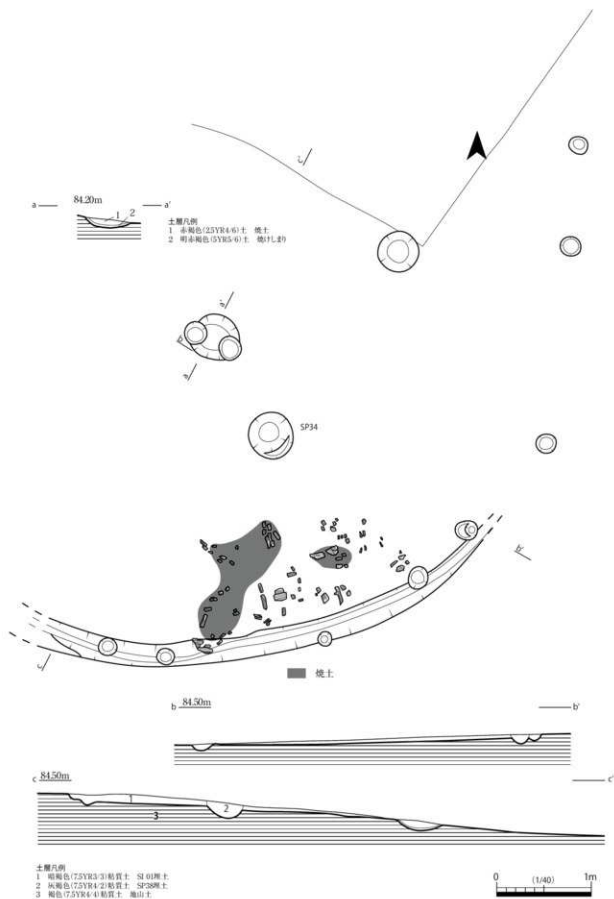 c'
84.20m
a
a'
1
2
土層凡例
1 赤褐色(2.5YR4/6)土 焼土
2 明赤褐色(5YR5/6)土 焼けしまり
a'
a
SP34
b'
c
焼土
b 84.50m
b'
c 84.50m
c'
1
2
3
土層凡例
1 暗褐色(7.5YR3/3)粘質土 SI 01埋土
2 灰褐色(7.5YR4/2)粘質土 SP38埋土
3 褐色(7.5YR4/4)粘質土 地山土
0
(1/40)
1m